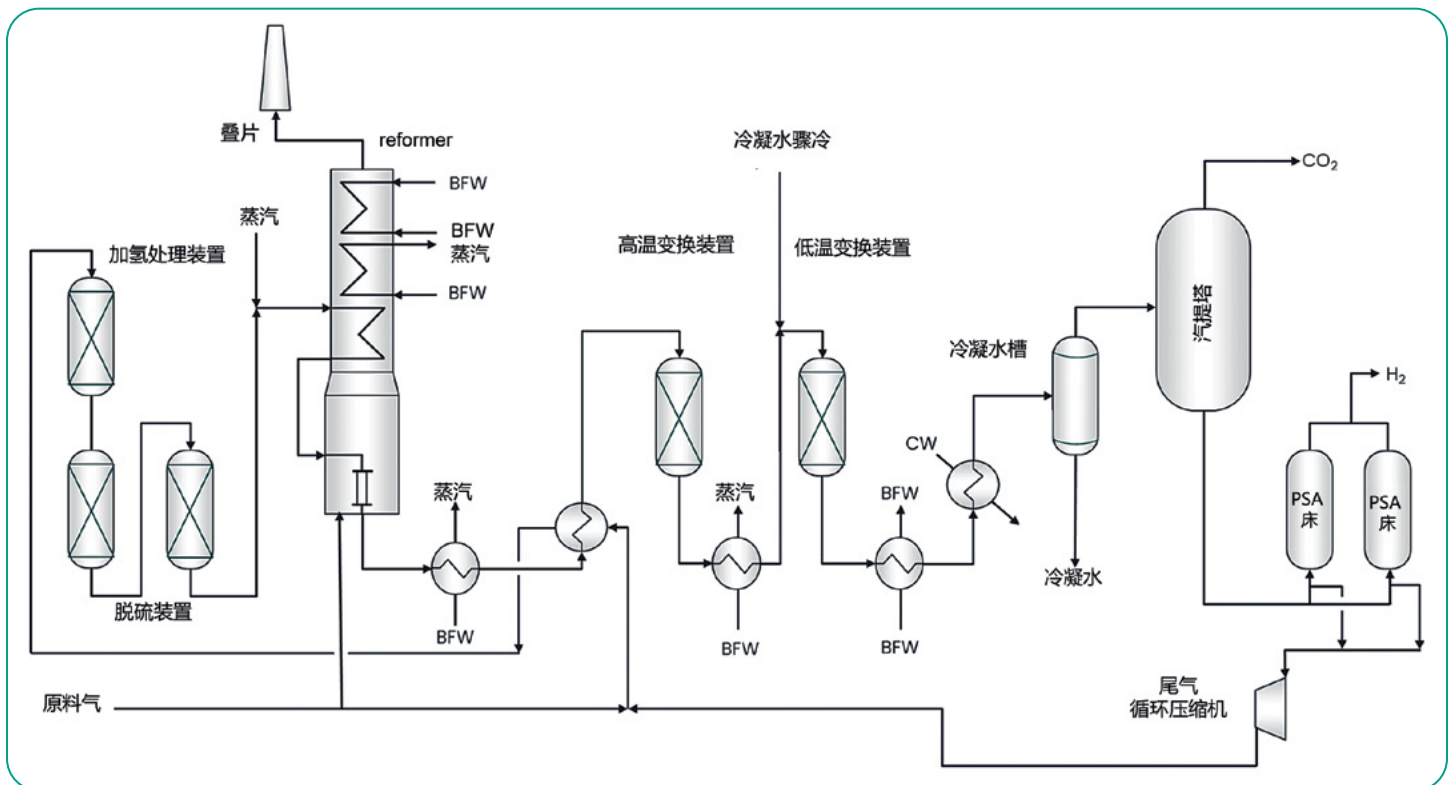 叠片
reformer
冷凝水骤冷
CO₂
BFW
蒸汽
BFW
加氢处理装置
高温变换装置
低温变换装置
蒸汽
BFW
汽提塔
冷凝水槽
H₂
CW
蒸汽
蒸汽
BFW
PSA
床
PSA
床
冷凝水
脱硫装置
BFW
BFW
BFW
原料气
尾气
循环压缩机